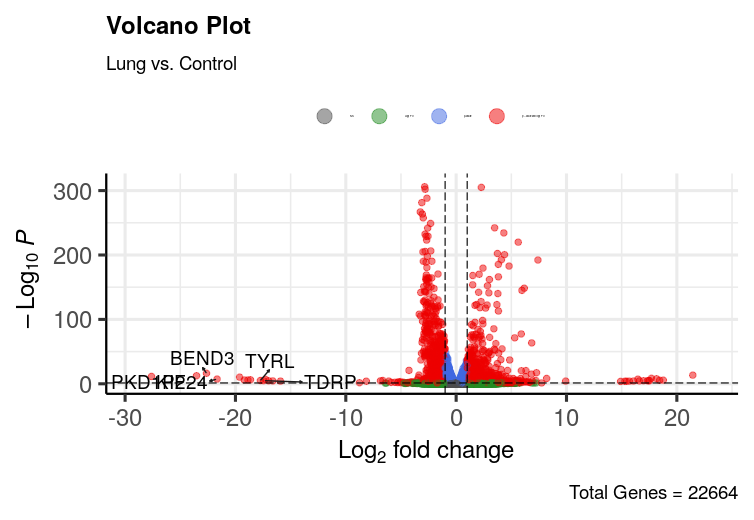 Volcano Plot
Lung vs. Control
300
200
100
0
– Log10 P
BEND3
TYRL
TDRP
-30
-20
-10
0
10
20
Log2 fold change
Total Genes = 22664